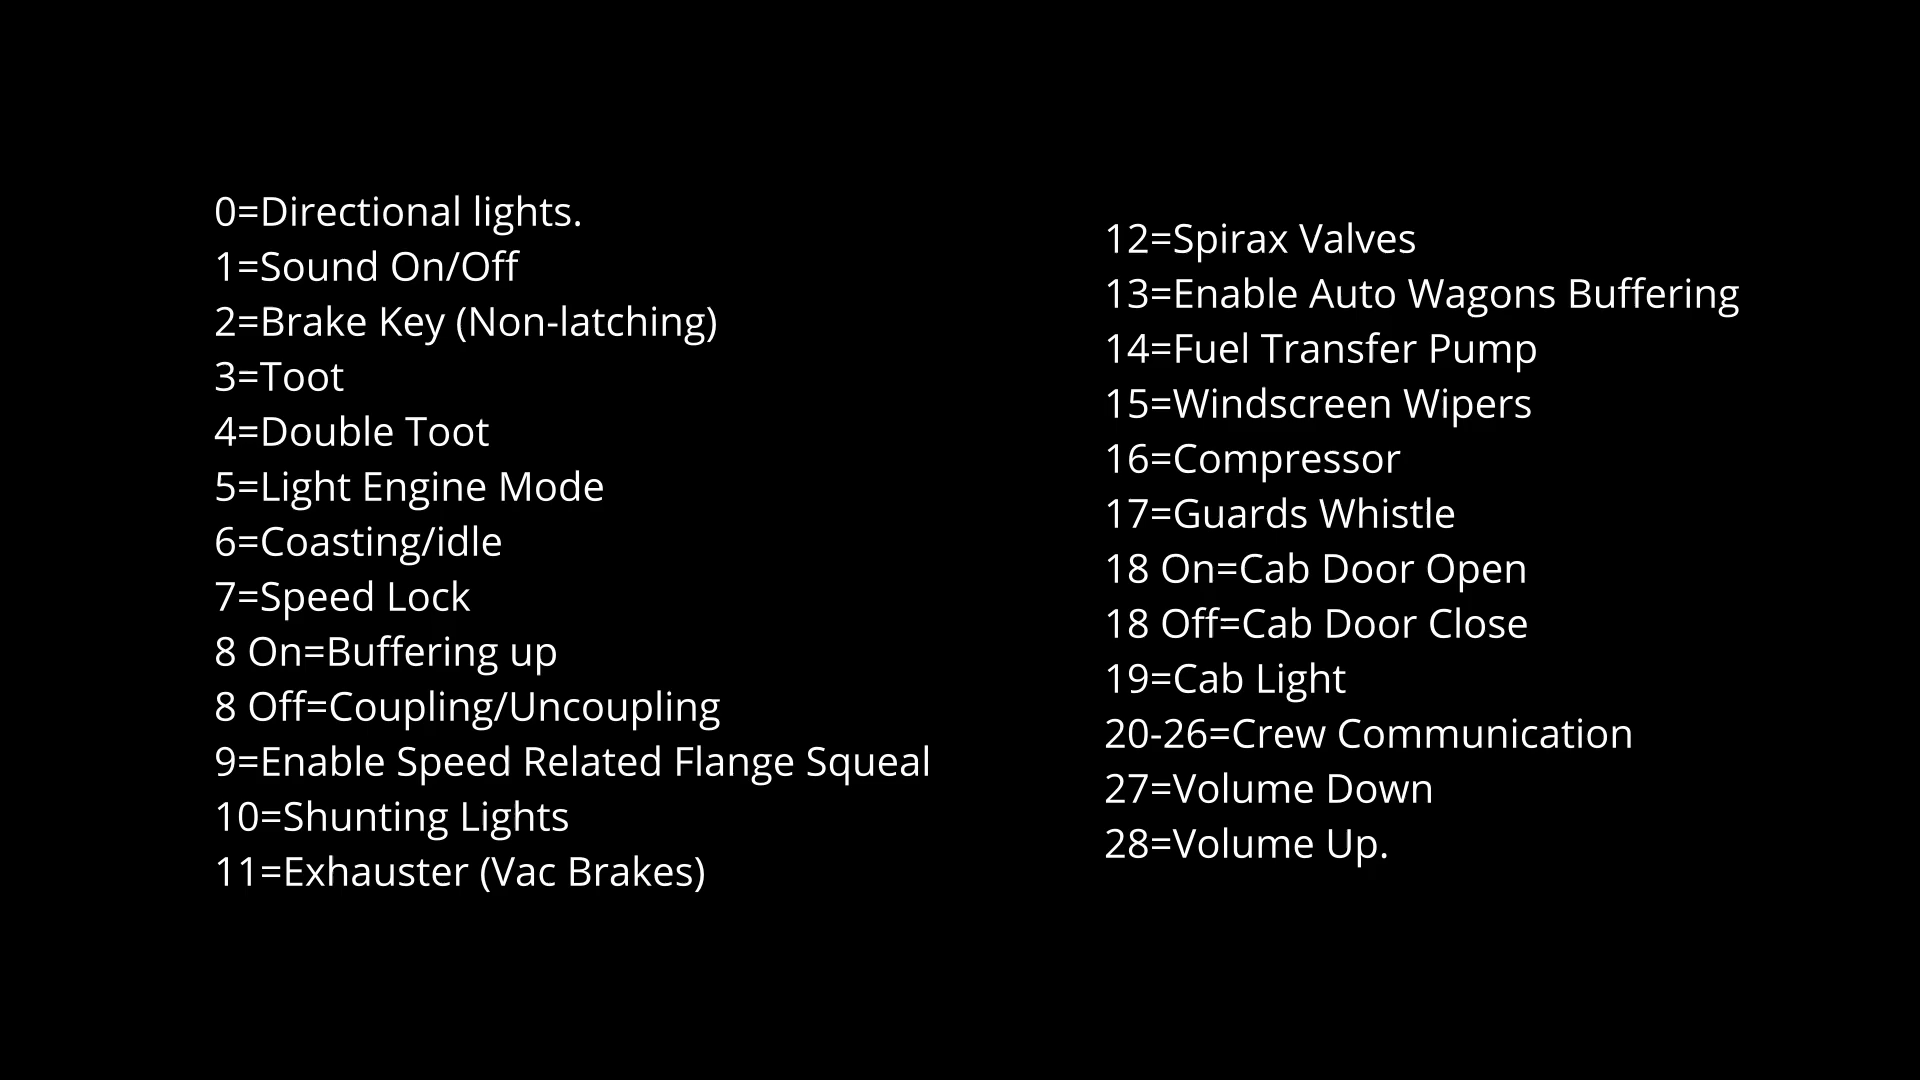 0=Directional lights.
1=Sound On/Off
2=Brake Key (Non-latching)
3=Toot
4=Double Toot
5=Light Engine Mode
6=Coasting/idle
7=Speed Lock
8 On=Buffering up
8 Off=Coupling/Uncoupling
9=Enable Speed Related Flange Squeal
10=Shunting Lights
11=Exhauster (Vac Brakes)
12=Spirax Valves
13=Enable Auto Wagons Buffering
14=Fuel Transfer Pump
15=Windscreen Wipers
16=Compressor
17=Guards Whistle
18 On=Cab Door Open
18 Off=Cab Door Close
19=Cab Light
20-26=Crew Communication
27=Volume Down
28=Volume Up.